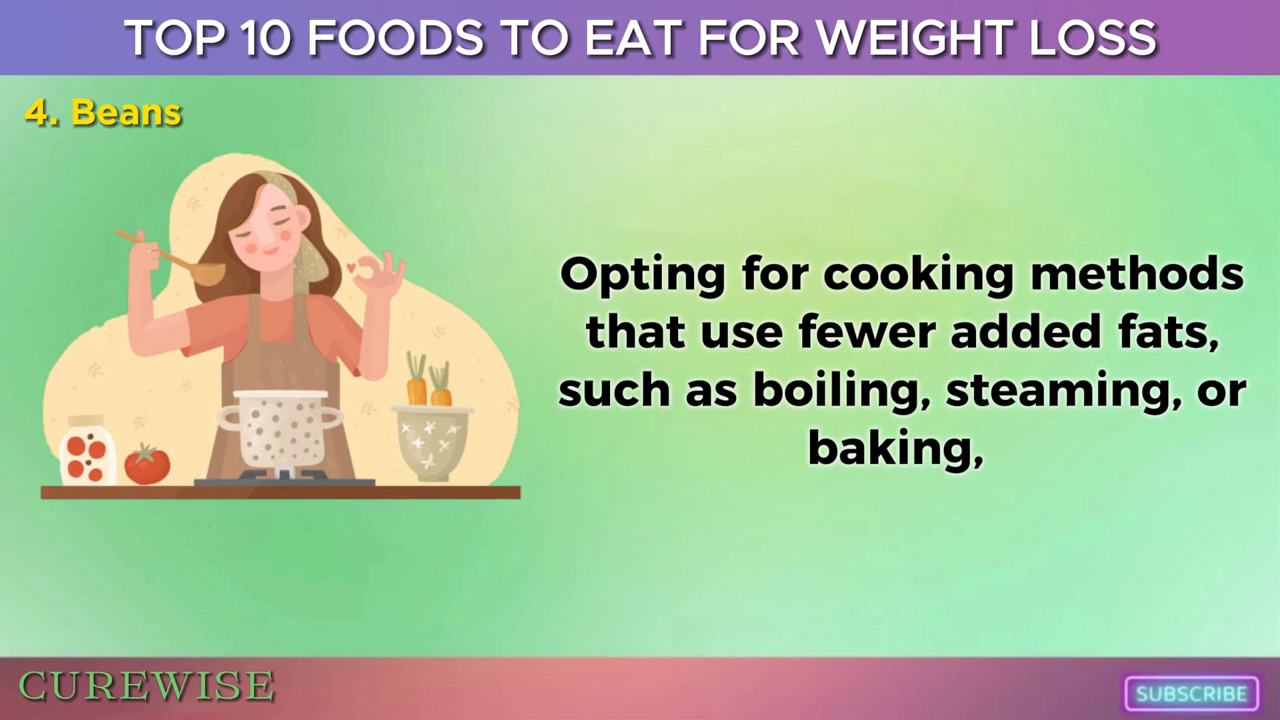 TOP 10 FOODS TO EAT FOR WEIGHT LOSS
4. Beans
Opting for cooking methods
that use fewer added fats,
such as boiling, steaming, or
baking,
CUREWISE
SUBSCRIBE